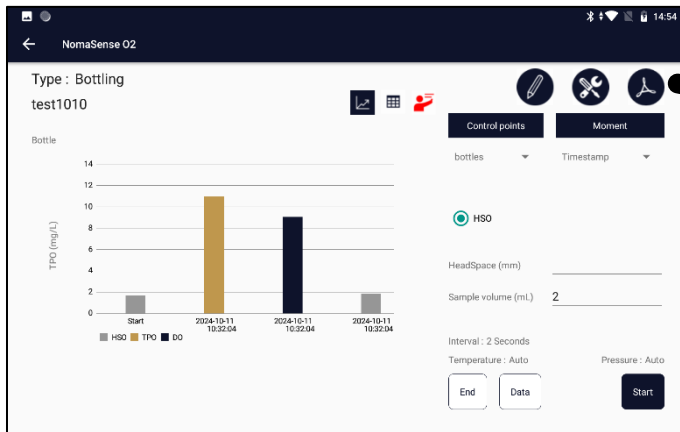 14:54
NomaSense O2
Type : Bottling
test1010
Control points
Moment
Bottle
bottles
Timestamp
TPO (mg/L)
14
12
10
8
6
4
2
0
Start
2024-10-11
10:32:04
2024-10-11
10:32:04
2024-10-11
10:32:04
HSO TPO DO
HSO
HeadSpace (mm)
Sample volume (mL) 2
Interval : 2 Seconds
Temperature : Auto Pressure : Auto
End Data Start